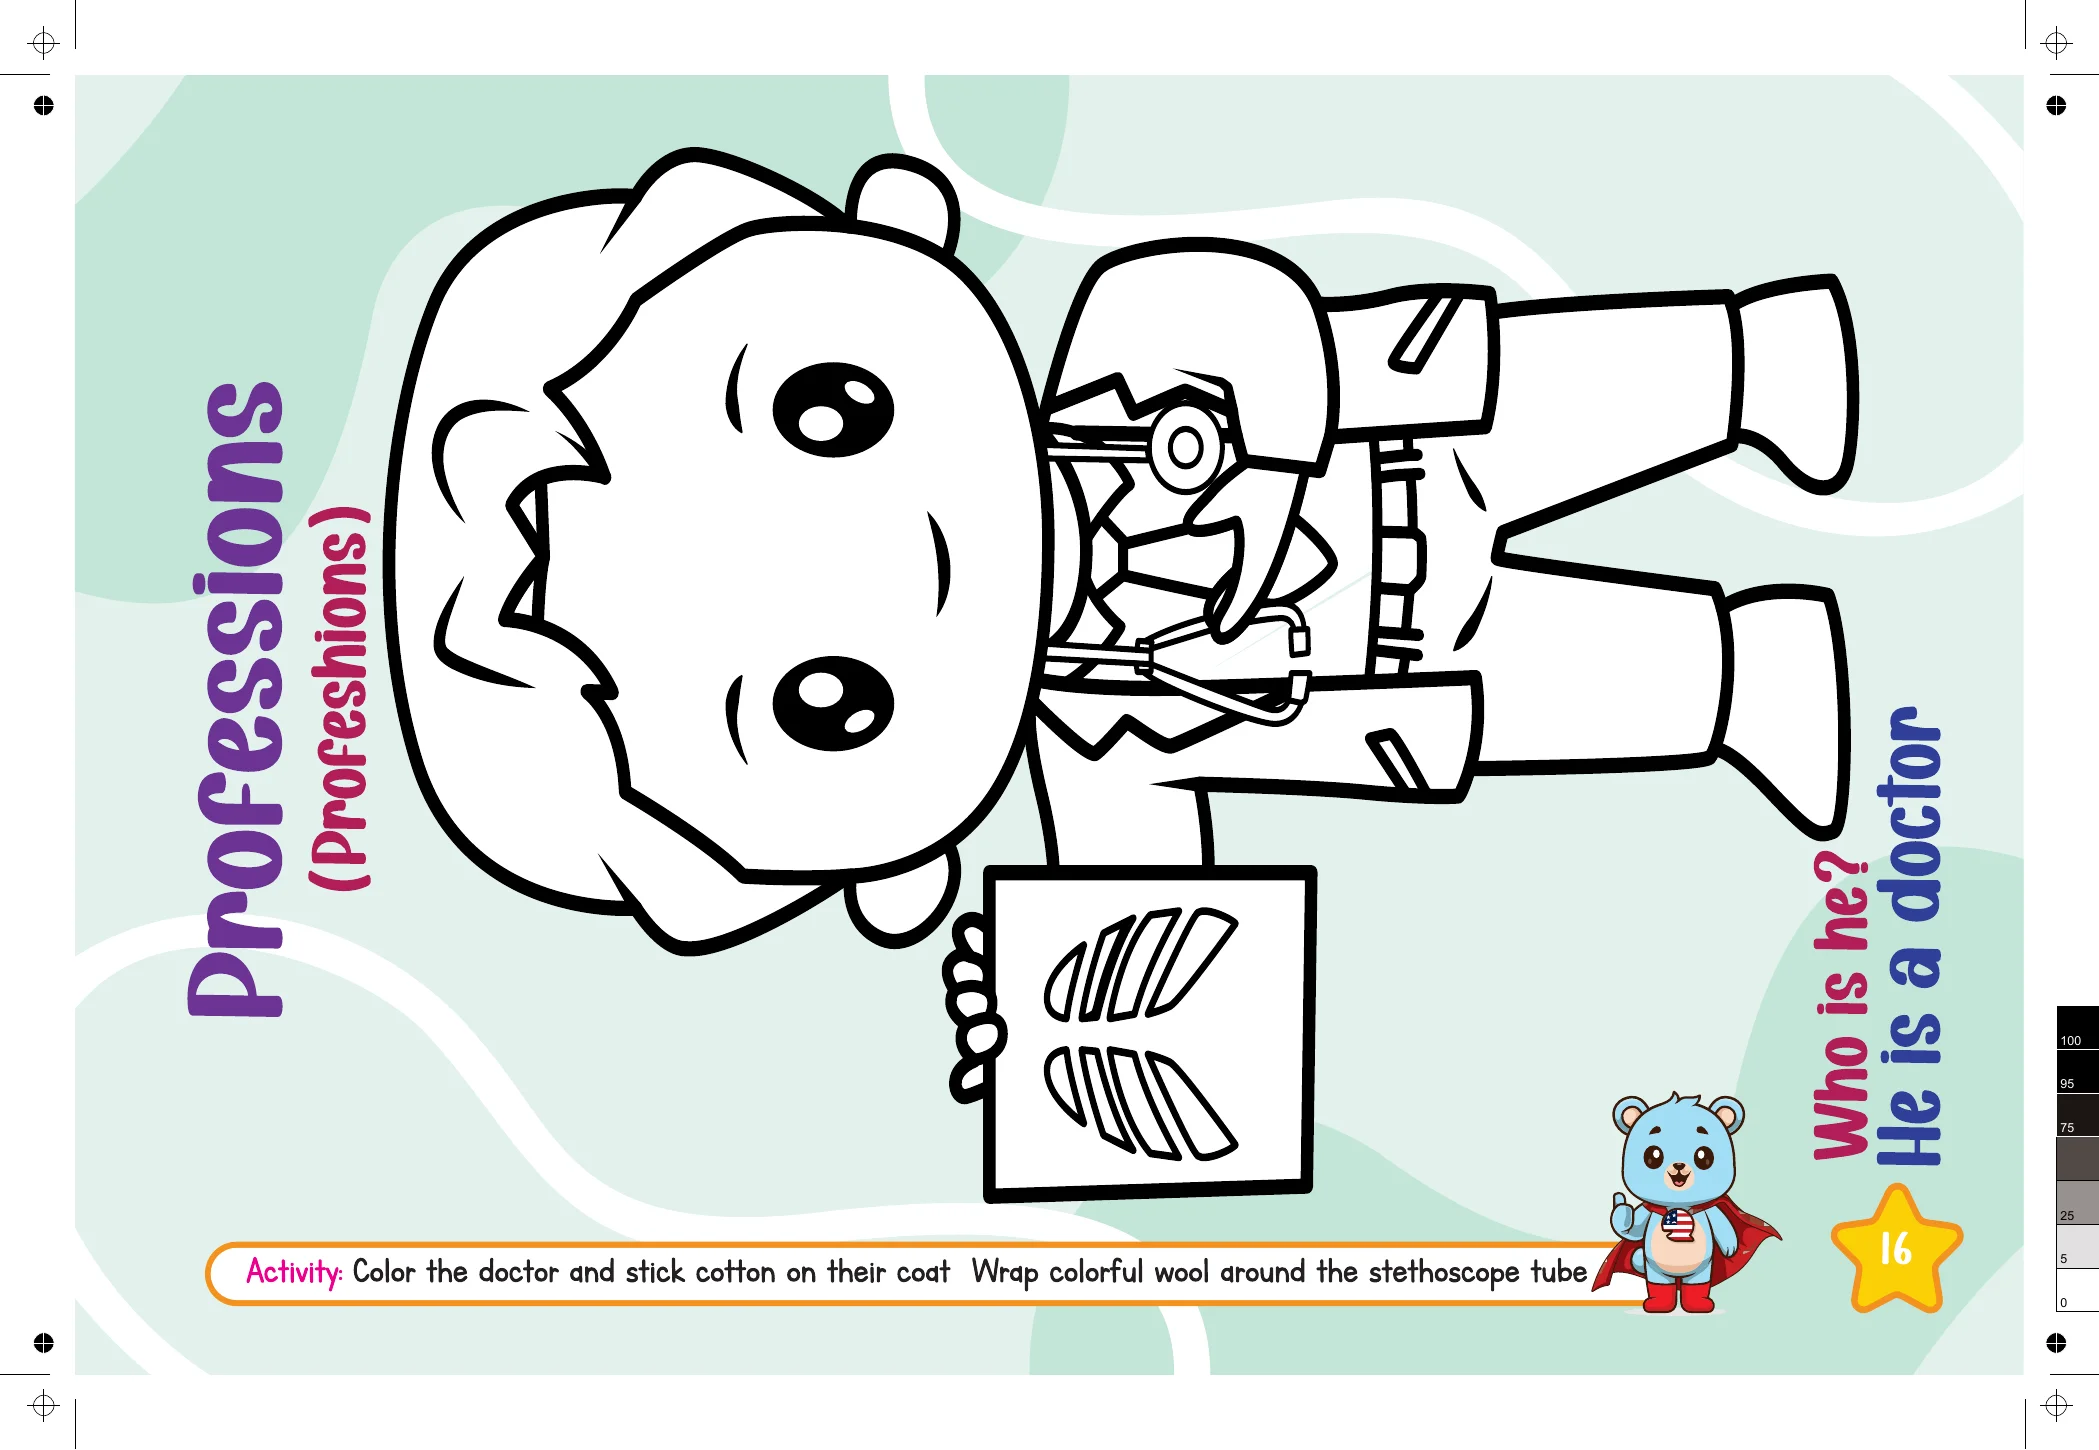 Professions
(Profeshions)
Who is he?
He is a doctor
16
Activity: Color the doctor and stick cotton on their coat Wrap colorful wool around the stethoscope tube
100
95
75
25
5
0